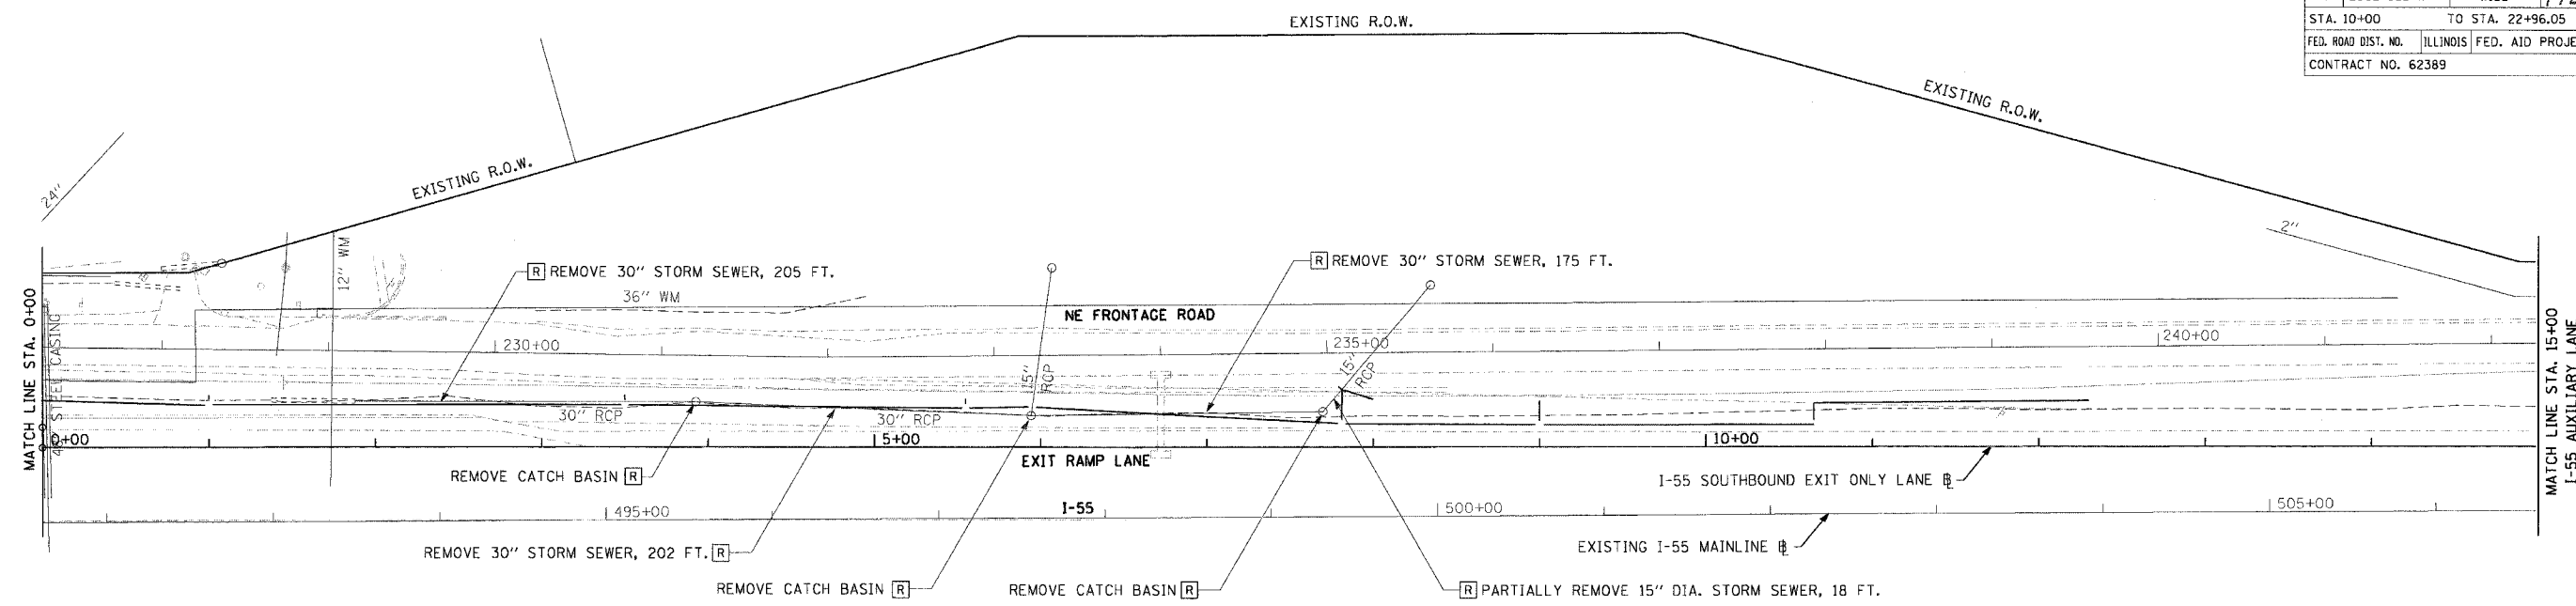 STA. 10+00 TO STA. 22+96.05
FED. ROAD DIST. NO. ILLINOIS FED. AID
CONTRACT NO. 62389
EXISTING R.O.W.
EXISTING R.O.W.
EXISTING R.O.W.
24"
2"
12" WM
R REMOVE 30" STORM SEWER, 205 FT.
R REMOVE 30" STORM SEWER, 175 FT.
36" WM
NE FRONTAGE ROAD
MATCH LINE STA. 0+00
STEEL CASING
230+00
235+00
240+00
15" RCP
15" RCP
30" RCP
30" RCP
0+00
5+00
10+00
EXIT RAMP LANE
REMOVE CATCH BASIN R
I-55 SOUTHBOUND EXIT ONLY LANE
I-55
495+00
500+00
505+00
REMOVE 30" STORM SEWER, 202 FT. R
EXISTING I-55 MAINLINE
REMOVE CATCH BASIN R
REMOVE CATCH BASIN R
R PARTIALLY REMOVE 15" DIA. STORM SEWER, 18 FT.
MATCH LINE STA. 15+00
I-55 AUXILIARY LANE